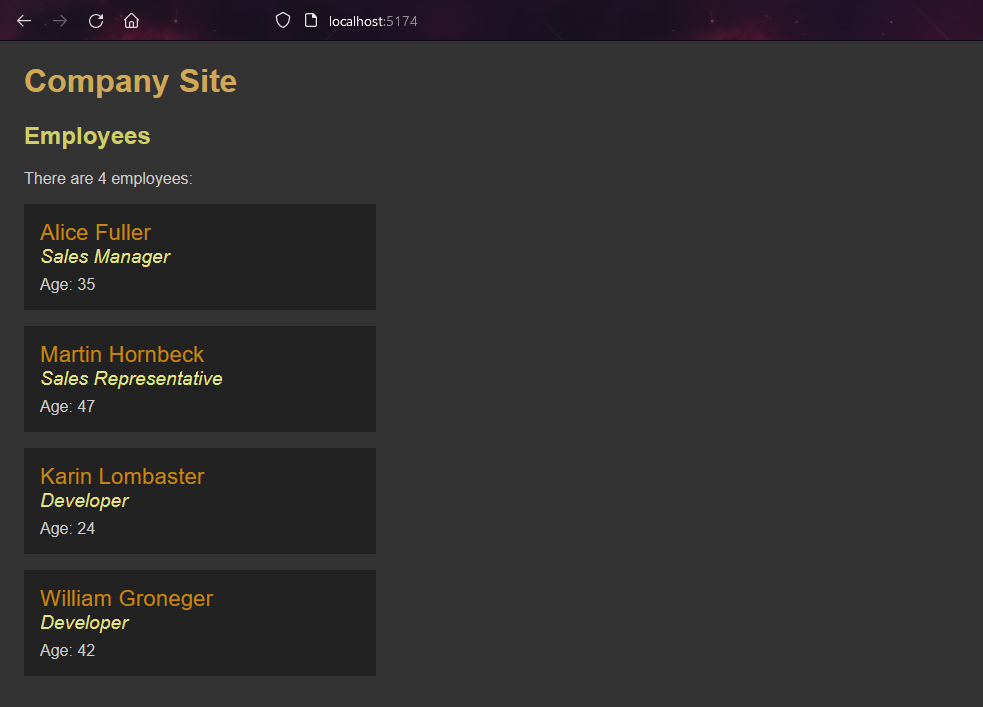 localhost:5174
Company Site
Employees
There are 4 employees:
Alice Fuller
Sales Manager
Age: 35
Martin Hornbeck
Sales Representative
Age: 47
Karin Lombaster
Developer
Age: 24
William Groneger
Developer
Age: 42